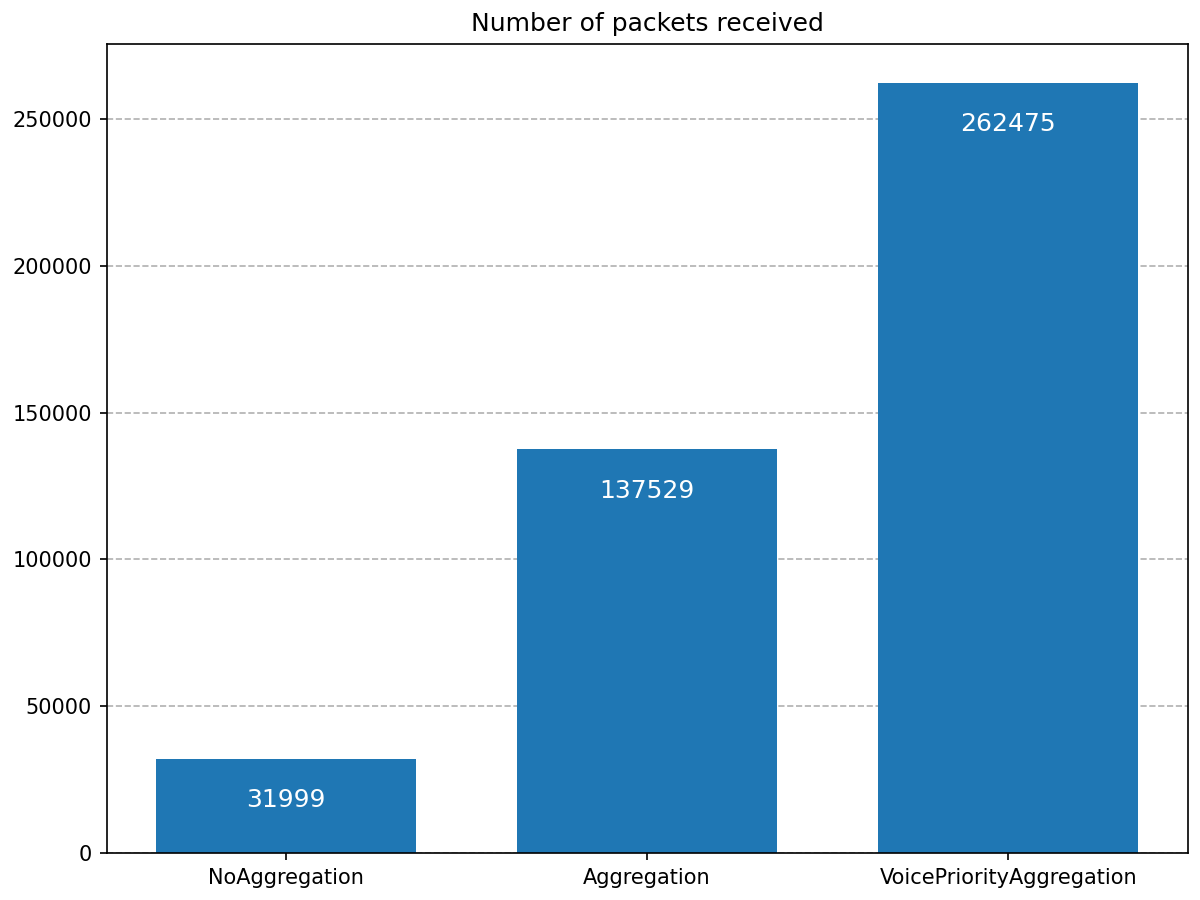 Number of packets received
250000
200000
150000
100000
50000
0
262475
137529
31999
NoAggregation
Aggregation
VoicePriorityAggregation